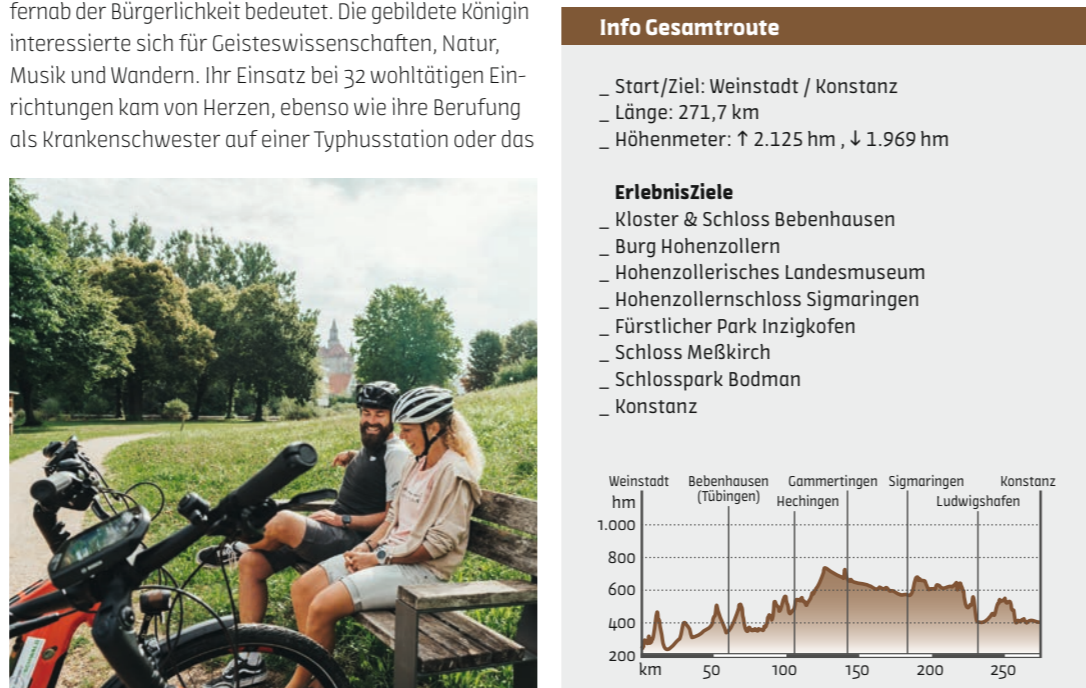 fernab der Bürgerlichkeit bedeutet. Die gebildete Königin
interessierte sich für Geisteswissenschaften, Natur,
Musik und Wandern. Ihr Einsatz bei 32 wohltätigen Ein-
richtungen kam von Herzen, ebenso wie ihre Berufung
als Krankenschwester auf einer Typhusstation oder das
Info Gesamtroute
_ Start/Ziel: Weinstadt / Konstanz
_ Länge: 271,7 km
_ Höhenmeter: ↑ 2.125 hm , ↓ 1.969 hm
ErlebnisZiele
_ Kloster & Schloss Bebenhausen
_ Burg Hohenzollern
_ Hohenzollerisches Landesmuseum
_ Hohenzollernschloss Sigmaringen
_ Fürstlicher Park Inzigkofen
_ Schloss Meßkirch
_ Schlosspark Bodman
_ Konstanz
Weinstadt Bebenhausen Gammertingen Sigmaringen Konstanz
(Tübingen) Hechingen Ludwigshafen
hm
1.000
800
600
400
200
km 50 100 150 200 250